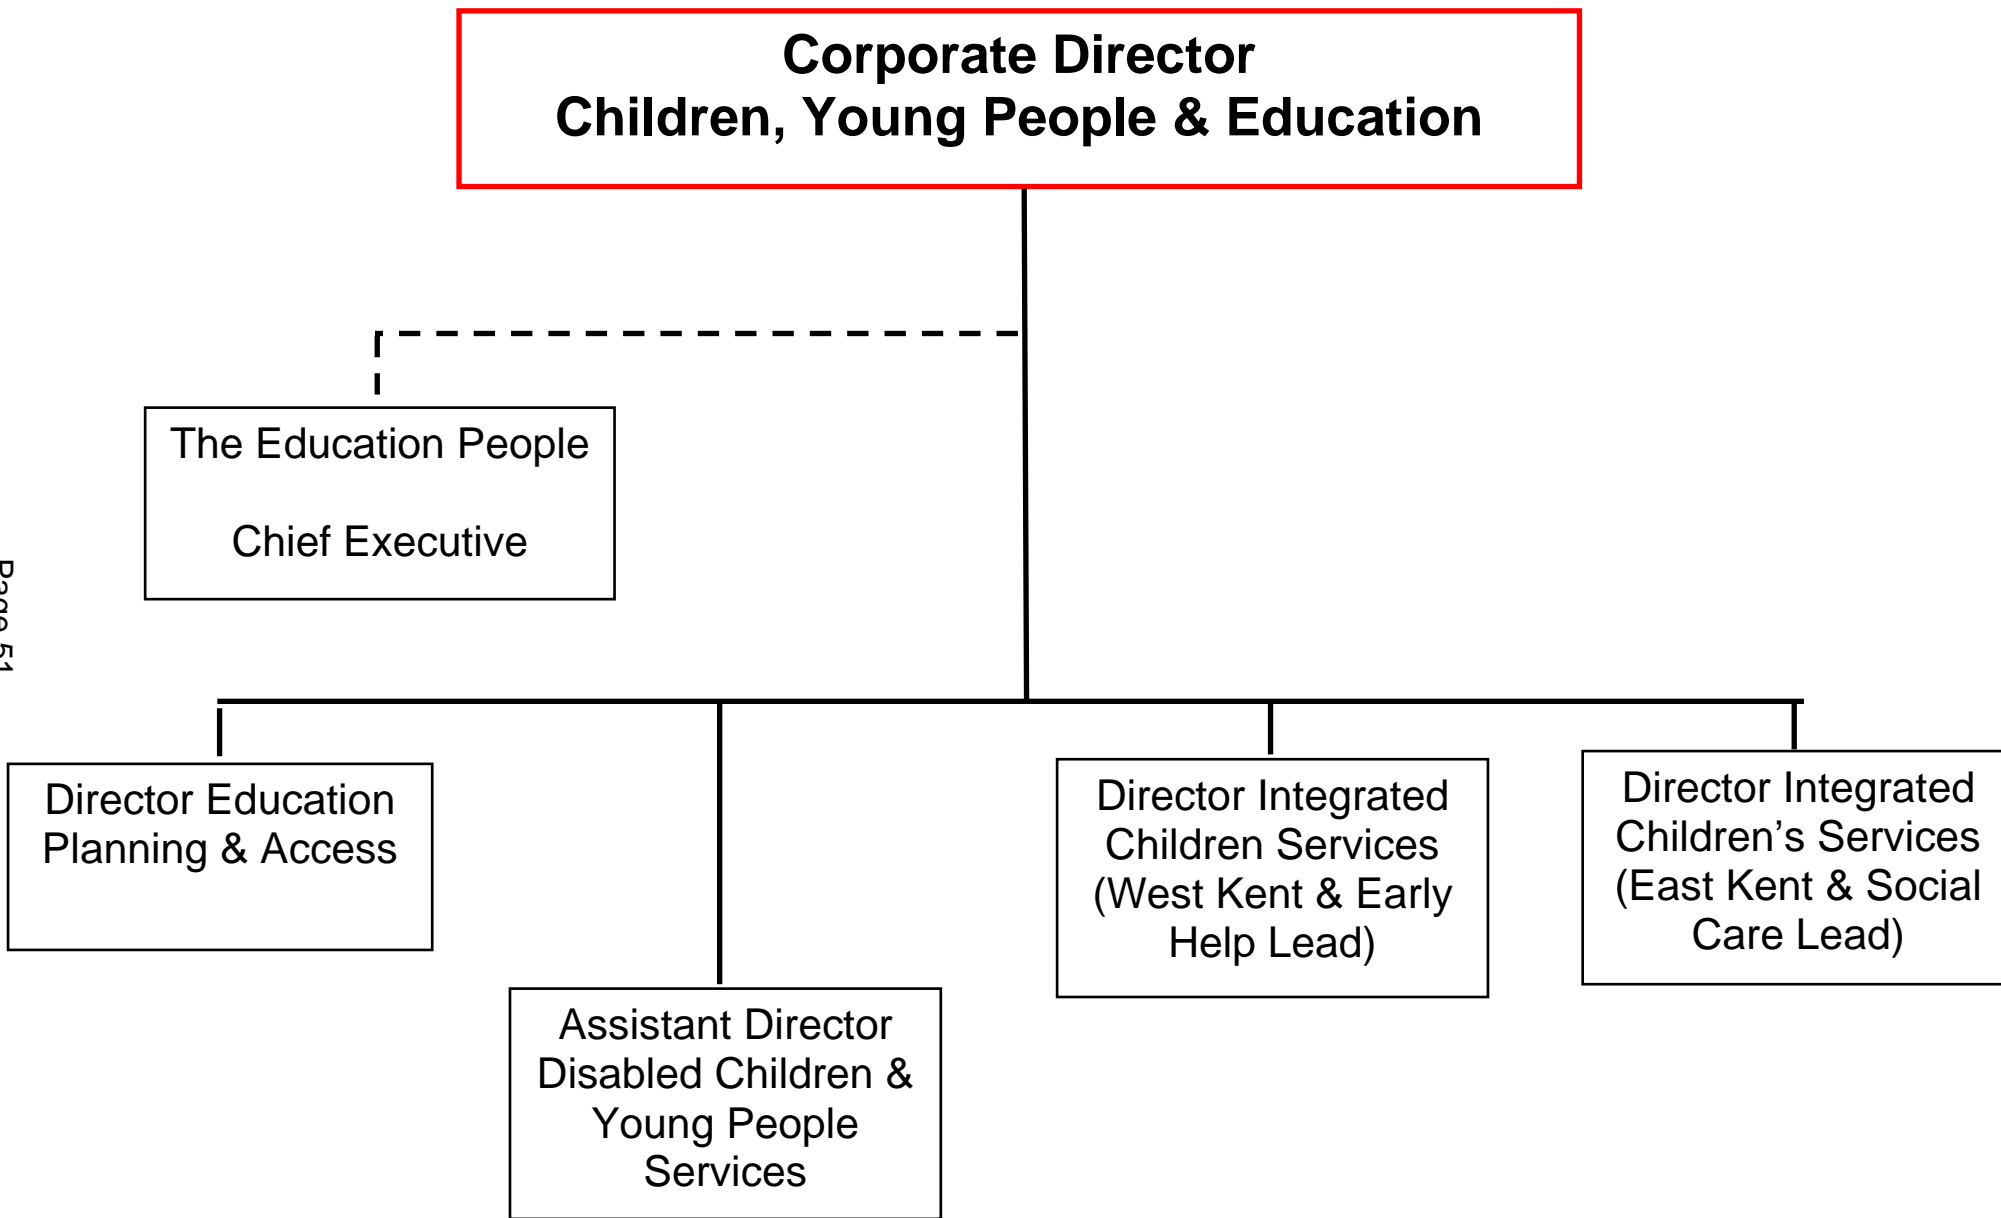 Corporate Director
Children, Young People & Education
The Education People
Chief Executive
Page 51
Director Education
Planning & Access
Assistant Director
Disabled Children &
Young People
Services
Director Integrated
Children Services
(West Kent & Early
Help Lead)
Director Integrated
Children’s Services
(East Kent & Social
Care Lead)